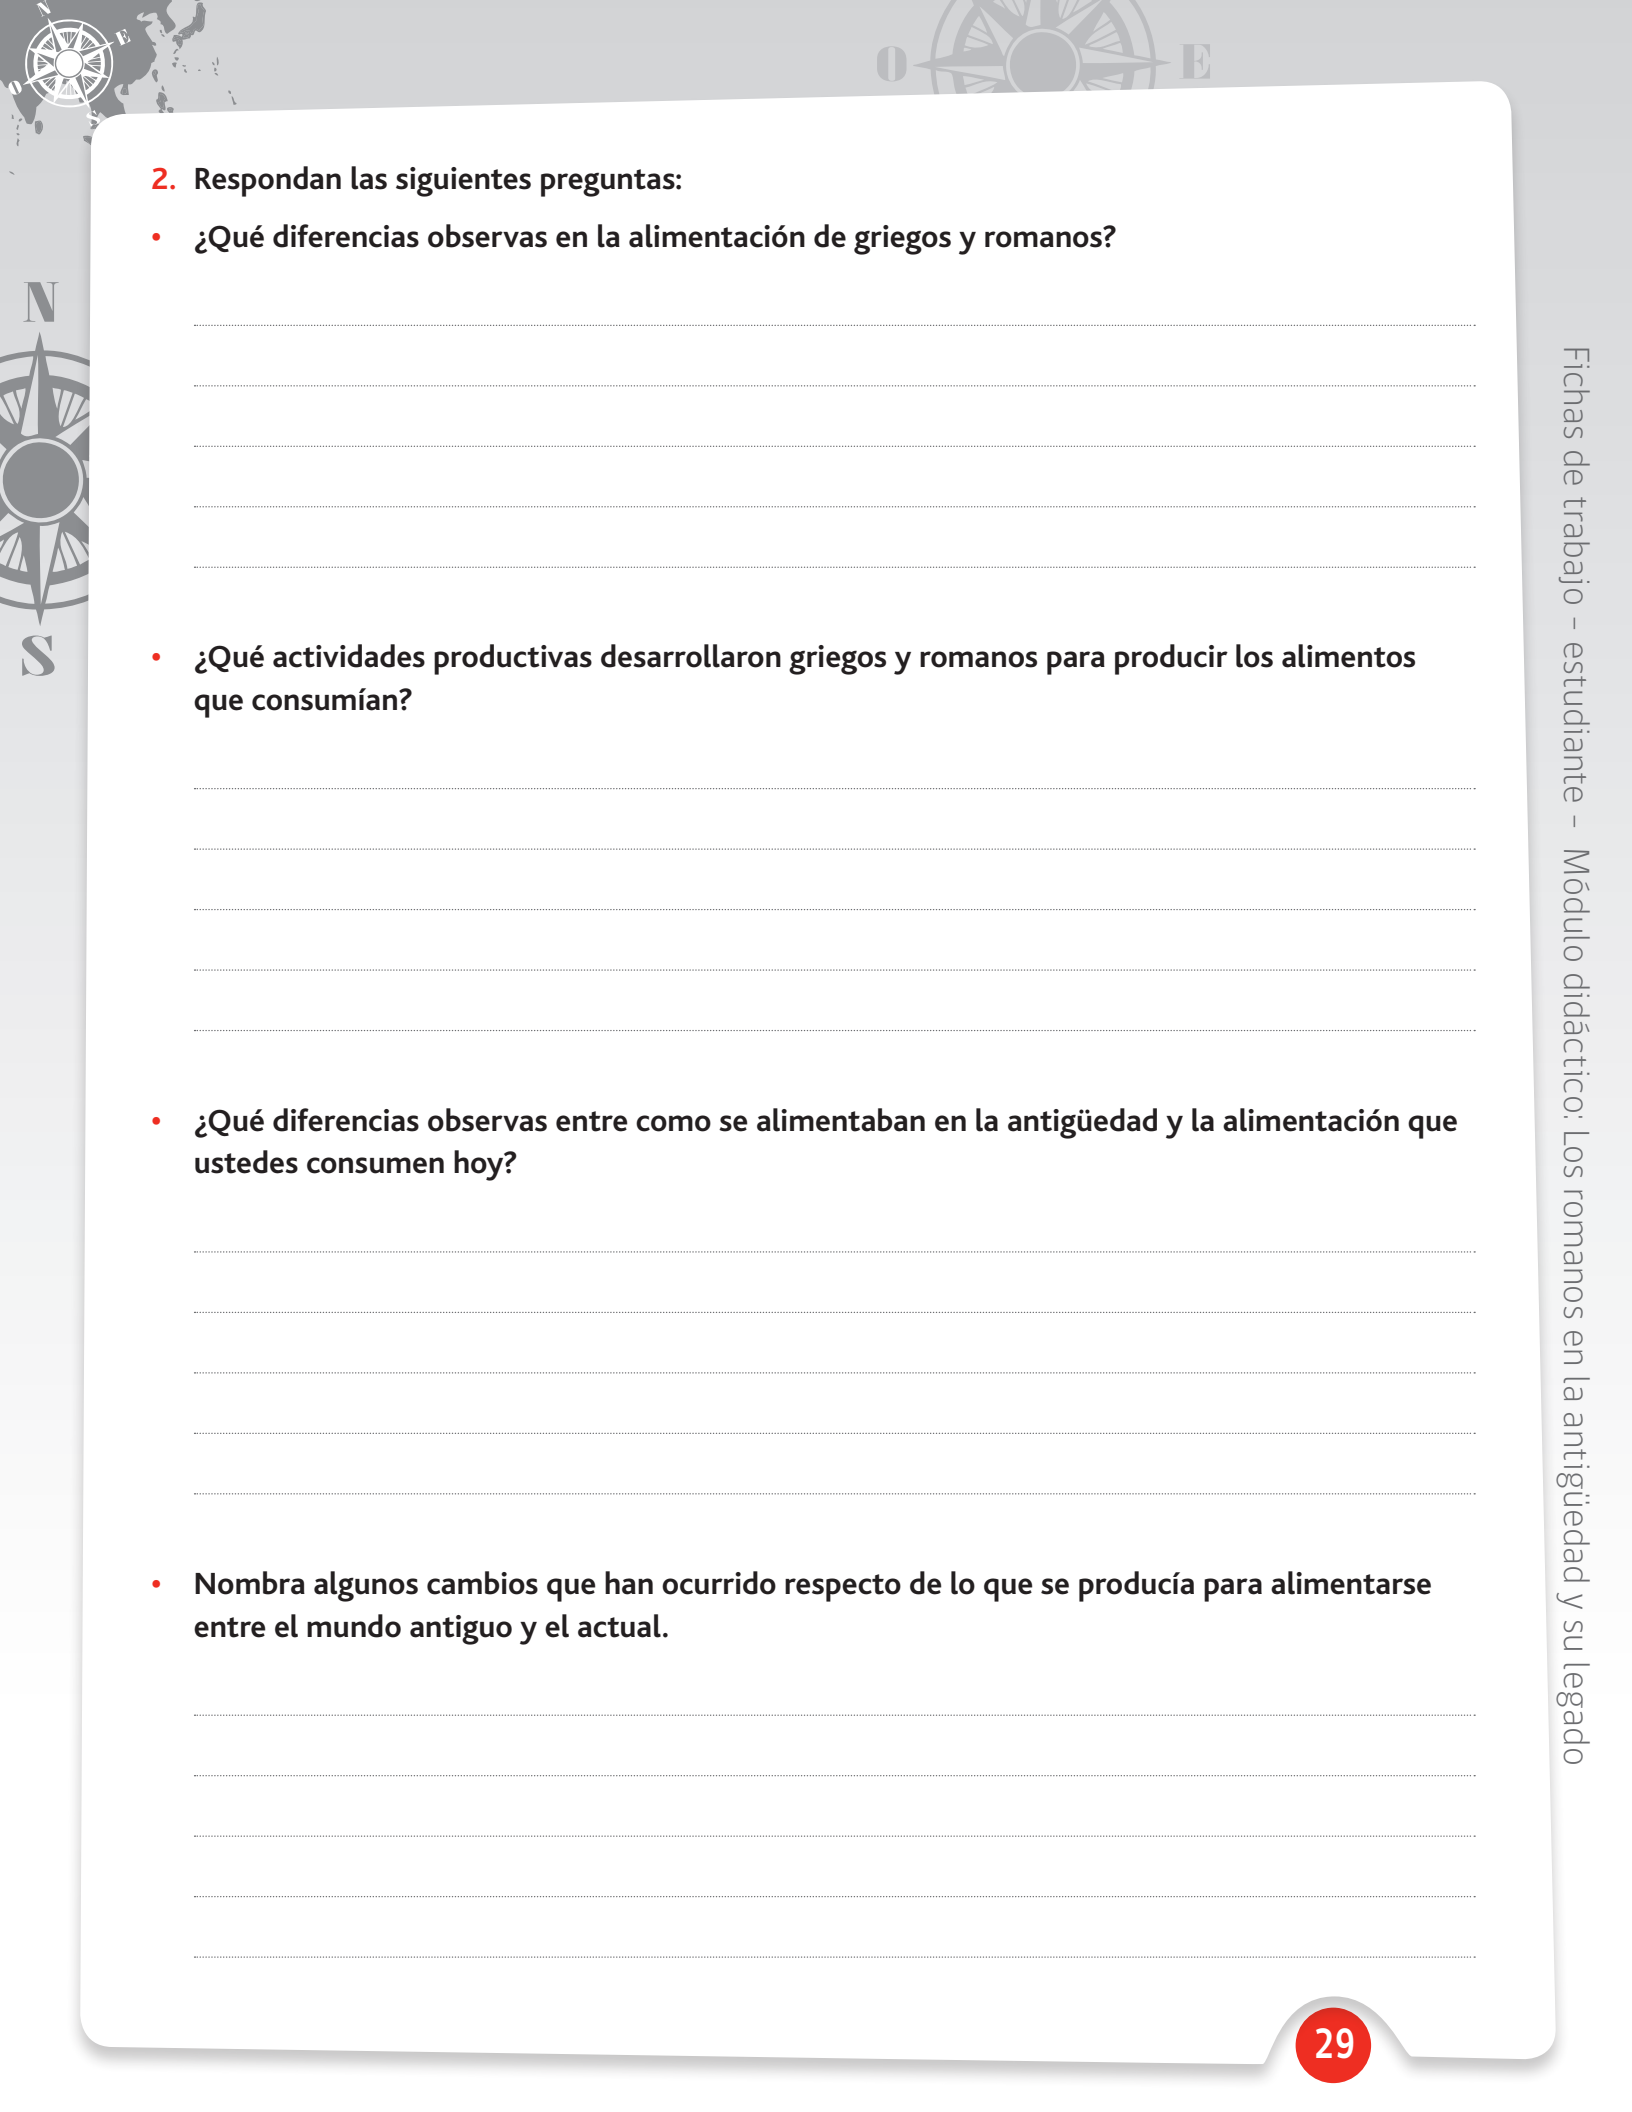 N
E
O
S
O
E
2. Respondan las siguientes preguntas:
• ¿Qué diferencias observas en la alimentación de griegos y romanos?
N
S
• ¿Qué actividades productivas desarrollaron griegos y romanos para producir los alimentos
que consumían?
• ¿Qué diferencias observas entre como se alimentaban en la antigüedad y la alimentación que
ustedes consumen hoy?
• Nombra algunos cambios que han ocurrido respecto de lo que se producía para alimentarse
entre el mundo antiguo y el actual.
Fichas de trabajo - estudiante - Módulo didáctico: Los romanos en la antigüedad y su legado
29